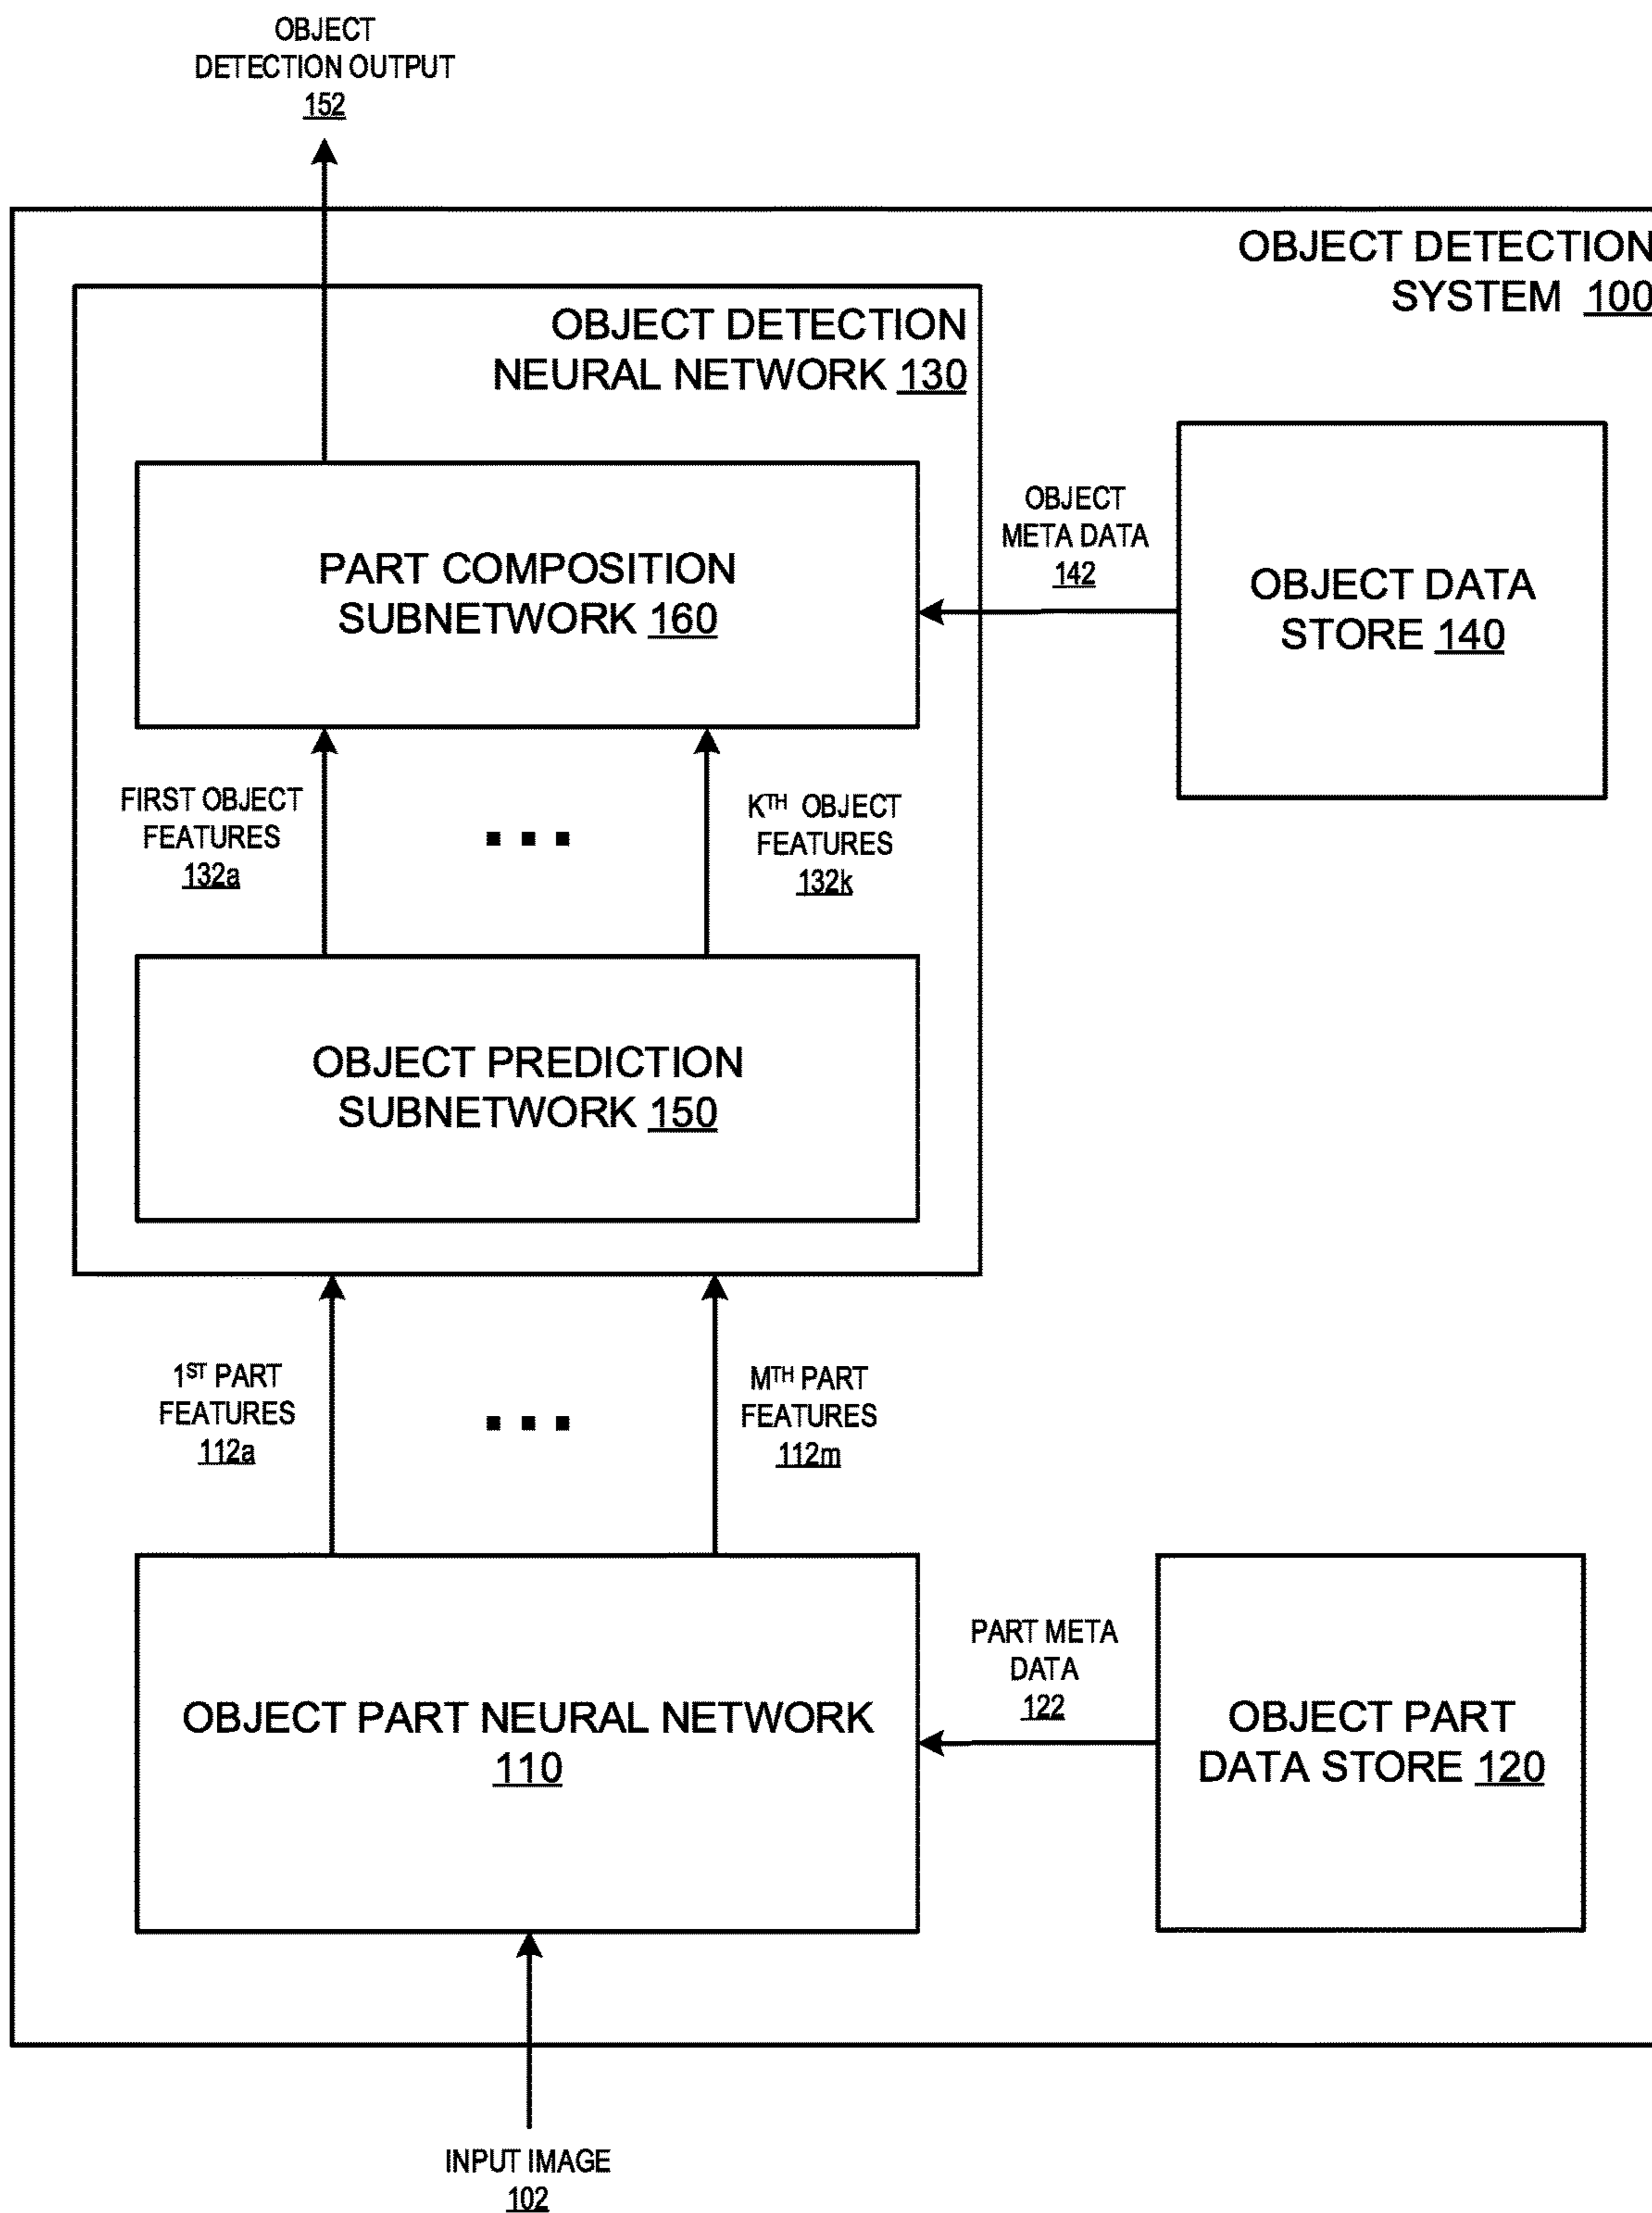 OBJECT
DETECTION OUTPUT
152
OBJECT DETECTION
SYSTEM 100
OBJECT DETECTION
NEURAL NETWORK 130
PART COMPOSITION
SUBNETWORK 160
OBJECT
META DATA
142
OBJECT DATA
STORE 140
FIRST OBJECT
FEATURES
132a
KTH OBJECT
FEATURES
132k
OBJECT PREDICTION
SUBNETWORK 150
1ST PART
FEATURES
112a
MTH PART
FEATURES
112m
OBJECT PART NEURAL NETWORK
110
PART META
DATA
122
OBJECT PART
DATA STORE 120
INPUT IMAGE
102